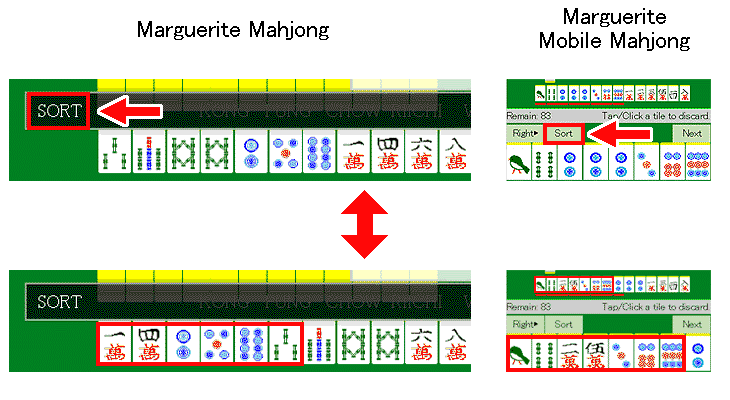 Marguerite Mahjong
Marguerite
Mobile Mahjong
SORT KONG PUNG CHOW RICHI
一 四 六 八
萬 萬 萬 萬
Remain: 83 Tap/Click a tile to discard.
Right▶ Sort Next
SORT KONG PUNG CHOW RICHI
一 四 六 八
萬 萬 萬 萬
Remain: 83 Tap/Click a tile to discard.
Right▶ Sort Next
二 伍
萬 萬